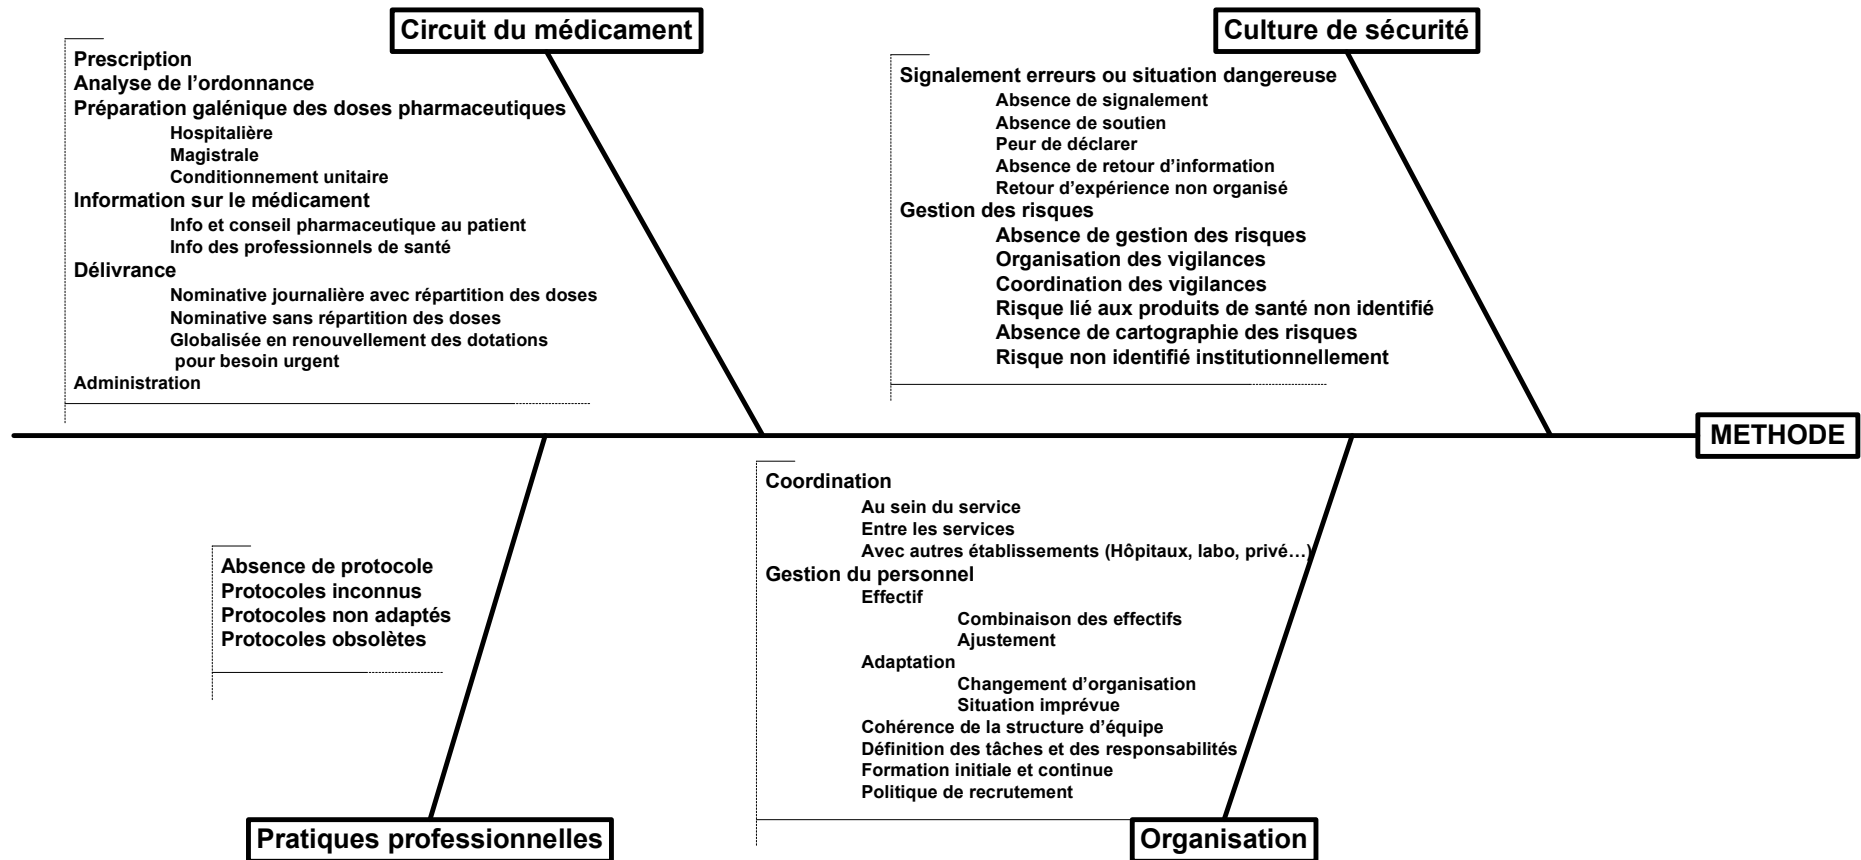 Circuit du médicament
Prescription
Analyse de l’ordonnance
Préparation galénique des doses pharmaceutiques
Hospitalière
Magistrale
Conditionnement unitaire
Information sur le médicament
Info et conseil pharmaceutique au patient
Info des professionnels de santé
Délivrance
Nominative journalière avec répartition des doses
Nominative sans répartition des doses
Globalisée en renouvellement des dotations
pour besoin urgent
Administration
Culture de sécurité
Signalement erreurs ou situation dangereuse
Absence de signalement
Absence de soutien
Peur de déclarer
Absence de retour d’information
Retour d’expérience non organisé
Gestion des risques
Absence de gestion des risques
Organisation des vigilances
Coordination des vigilances
Risque lié aux produits de santé non identifié
Absence de cartographie des risques
Risque non identifié institutionnellement
METHODE
Absence de protocole
Protocoles inconnus
Protocoles non adaptés
Protocoles obsolètes
Pratiques professionnelles
Coordination
Au sein du service
Entre les services
Avec autres établissements (Hôpitaux, labo, privé…)
Gestion du personnel
Effectif
Combinaison des effectifs
Ajustement
Adaptation
Changement d’organisation
Situation imprévue
Cohérence de la structure d’équipe
Définition des tâches et des responsabilités
Formation initiale et continue
Politique de recrutement
Organisation